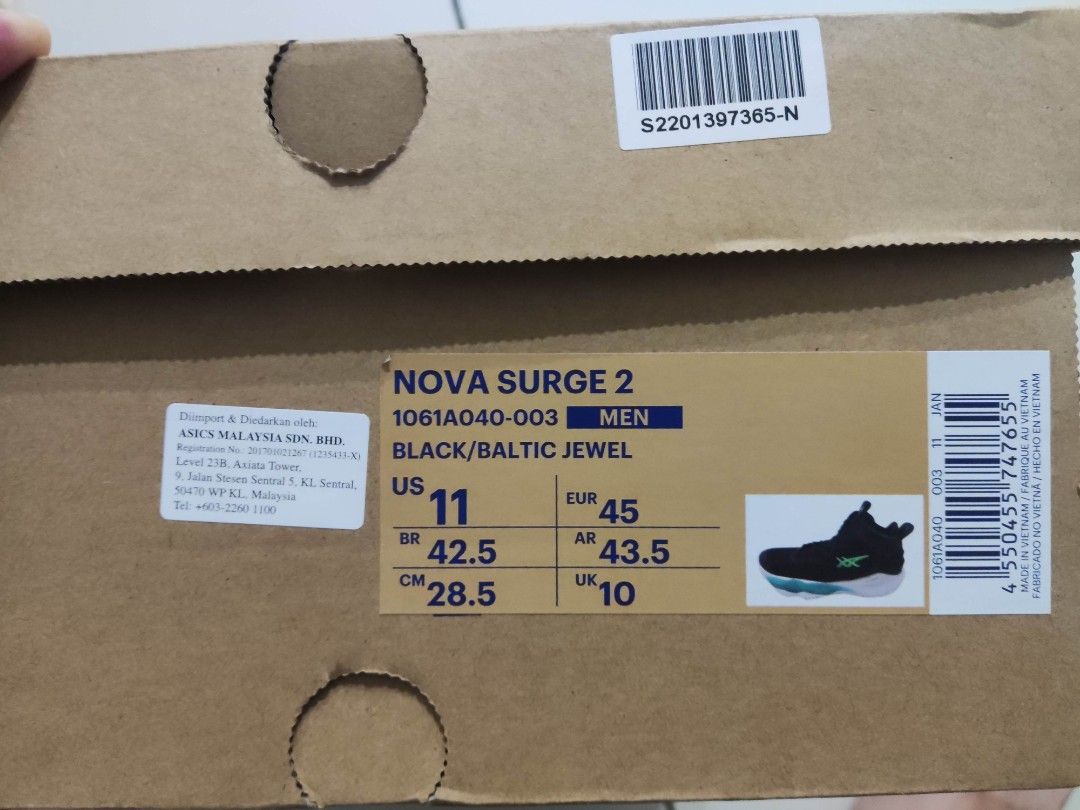 S2201397365-N
Diimport & Diedarkan oleh:
ASICS MALAYSIA SDN. BHD.
Registration No.: 201701021267 (1235433-X)
Level 23B, Axiata Tower,
9, Jalan Stesen Sentral 5, KL Sentral,
50470 WP KL, Malaysia
Tel: +603-2260 1100
NOVA SURGE 2
1061A040-003 MEN
BLACK/BALTIC JEWEL
US 11 EUR 45
BR 42.5 AR 43.5
CM 28.5 UK 10
1061A040 003 11 JAN
4 550455 747655
MADE IN VIETNAM / FABRIQUE AU VIETNAM
FABRICADO NO VIETNÃ / HECHO EN VIETNAM